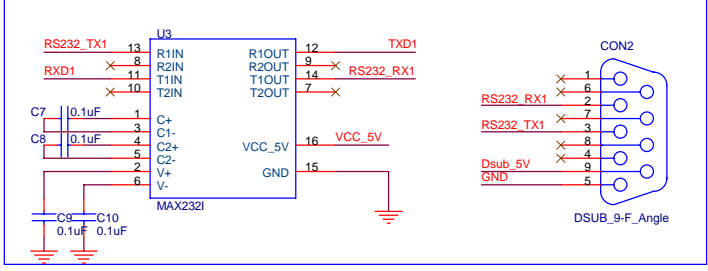 U3
RS232_TX1 13 R1IN R1OUT 12 TXD1
8 R2IN R2OUT 9
RXD1 11 T1IN T1OUT 14 RS232_RX1
10 T2IN T2OUT 7
C7 0.1uF 1 C+
3 C1-
C8 0.1uF 4 C2+ VCC_5V 16 VCC_5V
5 C2-
2 V+ GND 15
6 V-
MAX232I
C9 C10
0.1uF 0.1uF
CON2
1
6
RS232_RX1 2
7
RS232_TX1 3
8
4
Dsub_5V 9
GND 5
DSUB_9-F_Angle